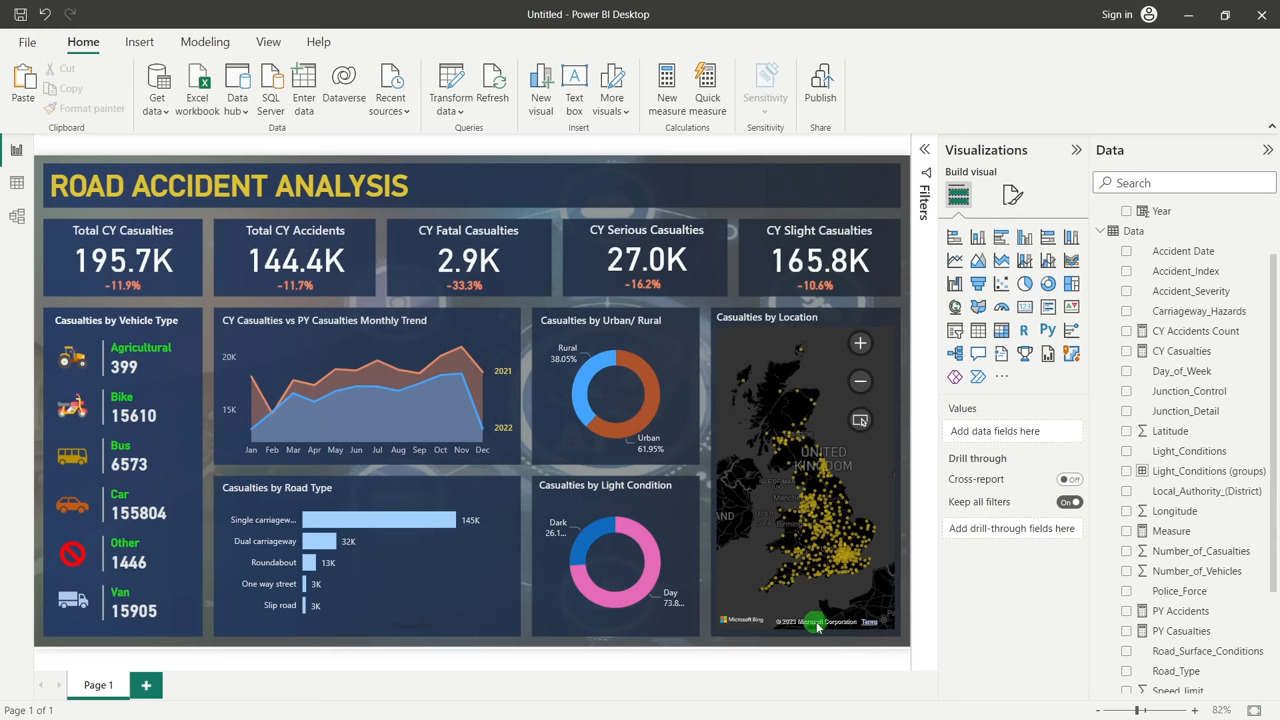 Untitled - Power BI Desktop
Sign in
File
Home
Insert
Modeling
View
Help
Paste
Cut
Copy
Format painter
Clipboard
Get data
Excel workbook
Data hub
SQL Server
Enter data
Dataverse
Recent sources
Data
Transform data
Refresh
Queries
New visual
Text box
More visuals
Insert
New measure
Quick measure
Calculations
Sensitivity
Sensitivity
Publish
Share
ROAD ACCIDENT ANALYSIS
Total CY Casualties
195.7K
-11.9%
Total CY Accidents
144.4K
-11.7%
CY Fatal Casualties
2.9K
-33.3%
CY Serious Casualties
27.0K
-16.2%
CY Slight Casualties
165.8K
-10.6%
Casualties by Vehicle Type
Agricultural
399
Bike
15610
Bus
6573
Car
155804
Other
1446
Van
15905
CY Casualties vs PY Casualties Monthly Trend
20K
15K
2021
2022
Jan Feb Mar Apr May Jun Jul Aug Sep Oct Nov Dec
Casualties by Road Type
Single carriagew... 145K
Dual carriageway 32K
Roundabout 13K
One way street 3K
Slip road 3K
Casualties by Urban/ Rural
Rural
38.05%
Urban
61.95%
Casualties by Light Condition
Dark
26.1...
Day
73.8...
Casualties by Location
UNITED
KINGDOM
Microsoft Bing
© 2023 Microsoft Corporation Terms
Filters
Visualizations
Build visual
R
Py
123
Values
Add data fields here
Drill through
Cross-report
Off
Keep all filters
On
Add drill-through fields here
Data
Search
Year
Data
Accident Date
Accident_Index
Accident_Severity
Carriageway_Hazards
CY Accidents Count
CY Casualties
Day_of_Week
Junction_Control
Junction_Detail
Latitude
Light_Conditions
Light_Conditions (groups)
Local_Authority_(District)
Longitude
Measure
Number_of_Casualties
Number_of_Vehicles
Police_Force
PY Accidents
PY Casualties
Road_Surface_Conditions
Road_Type
Speed_limit
Page 1
Page 1 of 1
82%